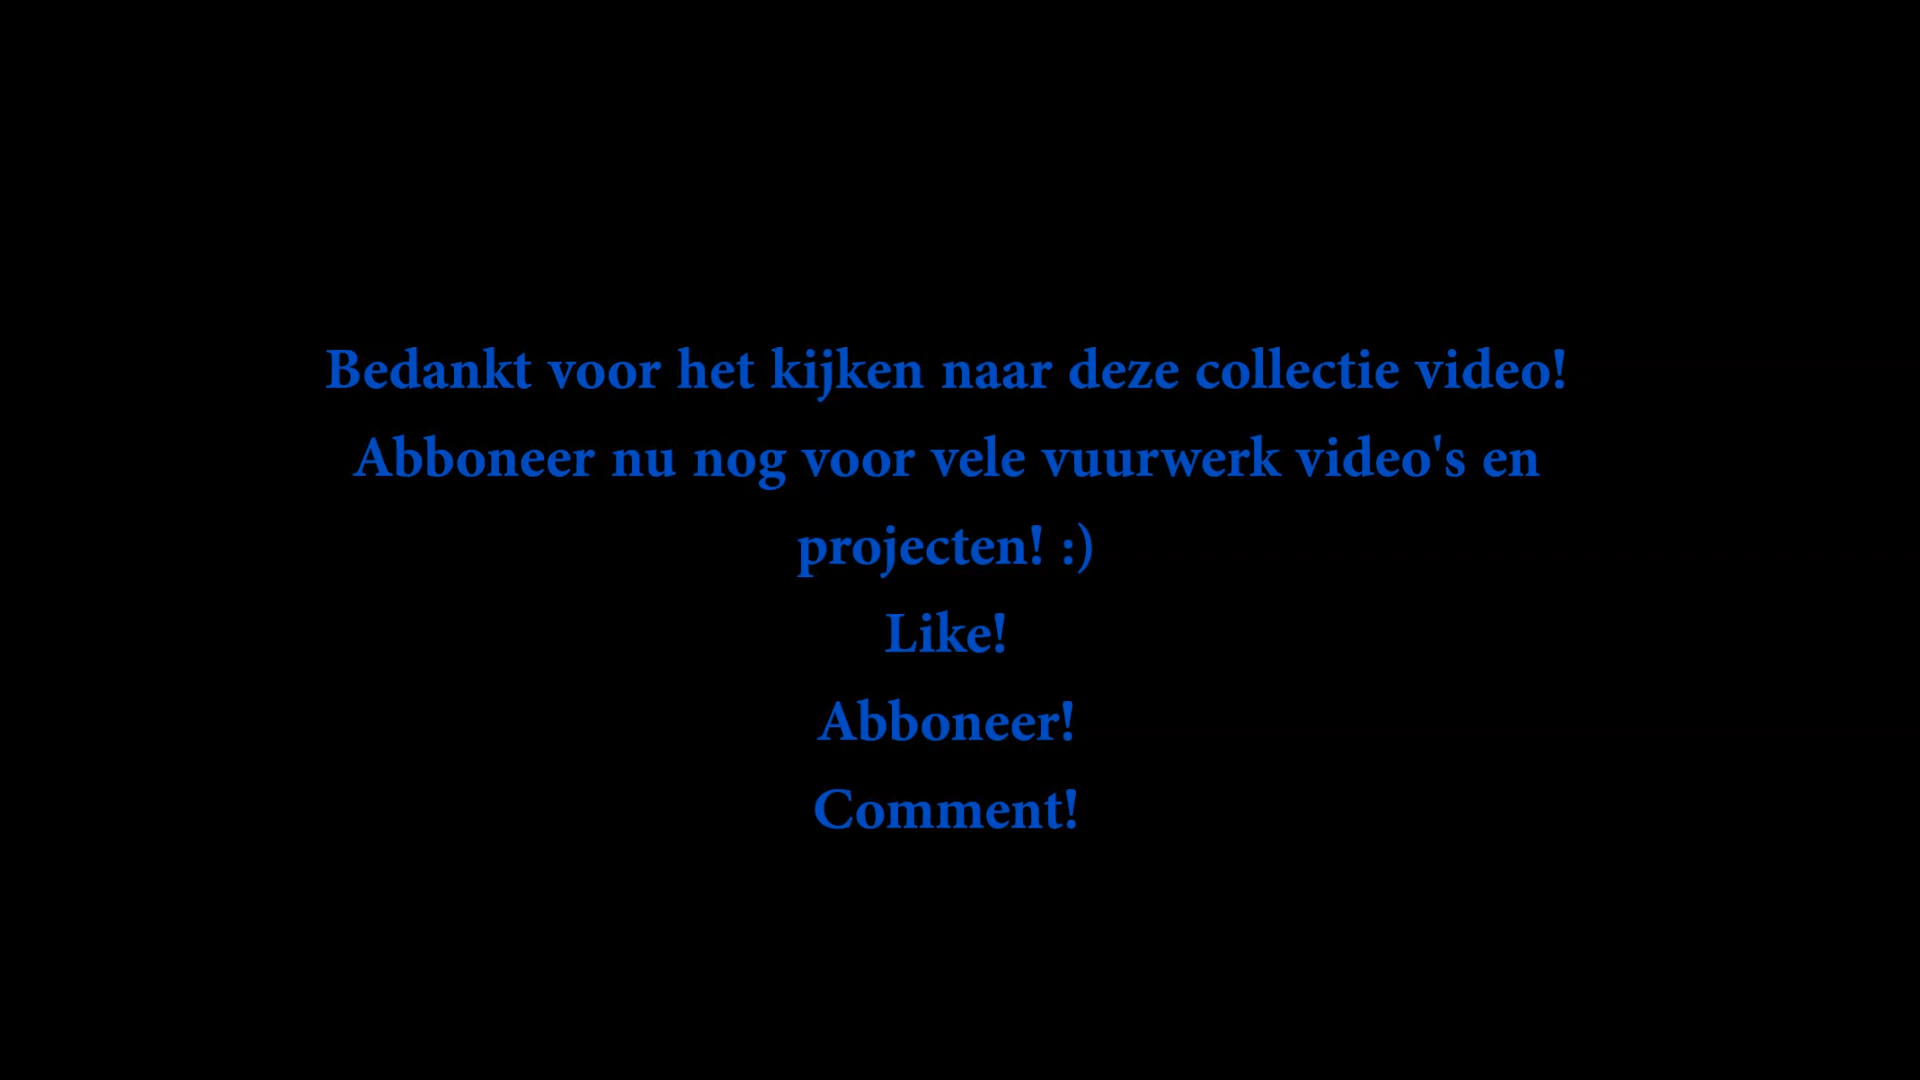 Bedankt voor het kijken naar deze collectie video!
Abboneer nu nog voor vele vuurwerk video's en
projecten! :)
Like!
Abboneer!
Comment!